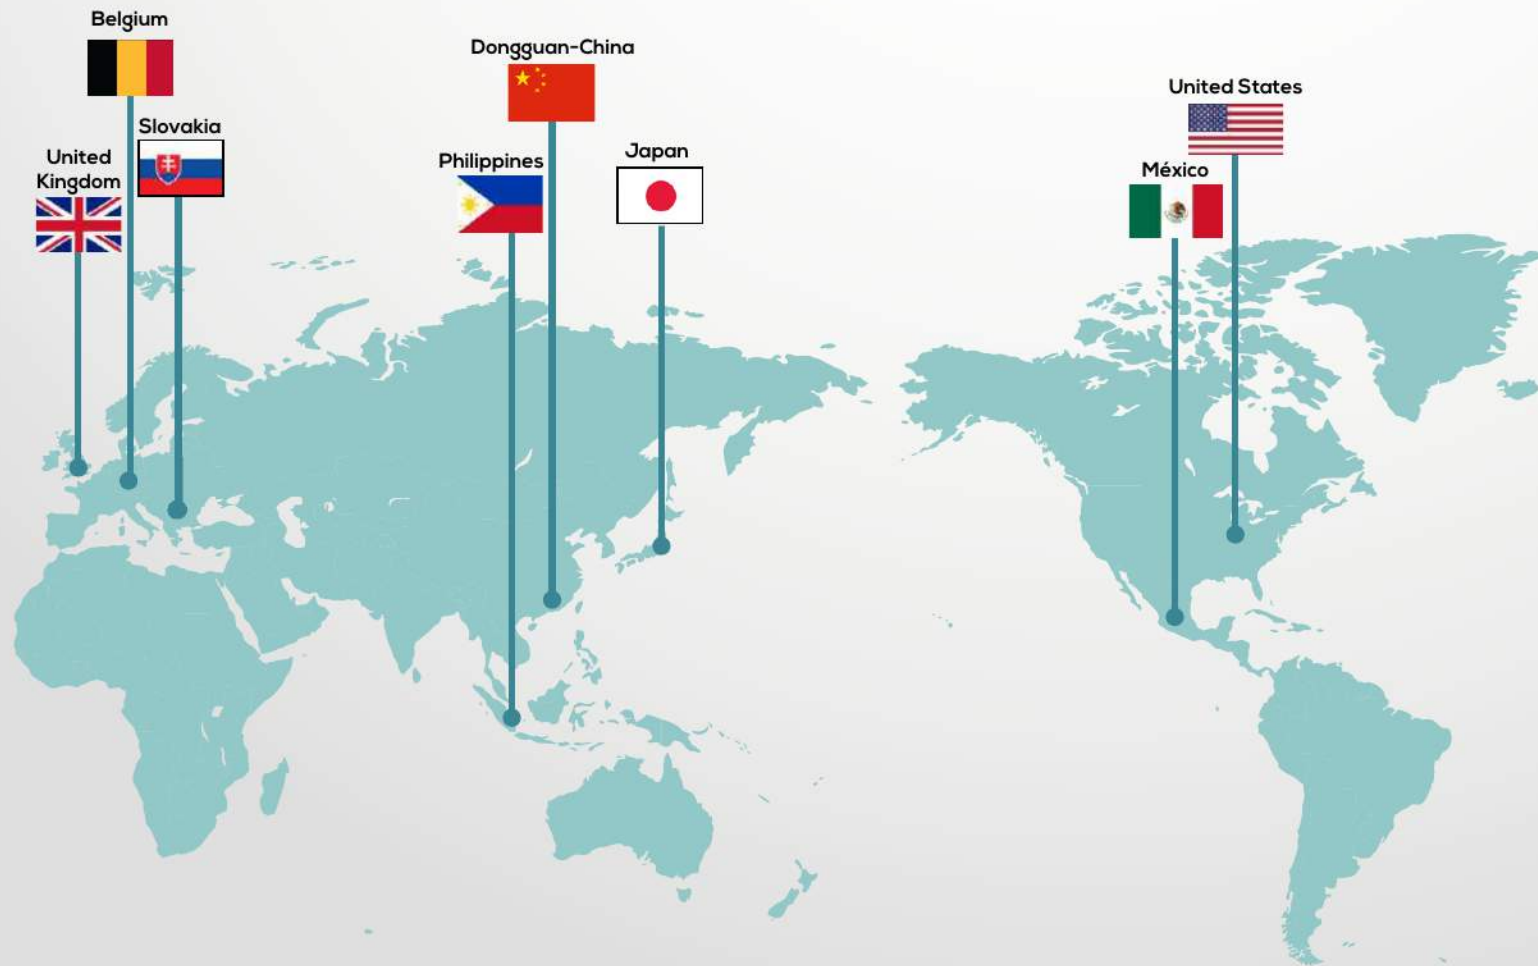 Belgium
Dongguan-China
United States
Slovakia
United
Kingdom
Philippines
Japan
México